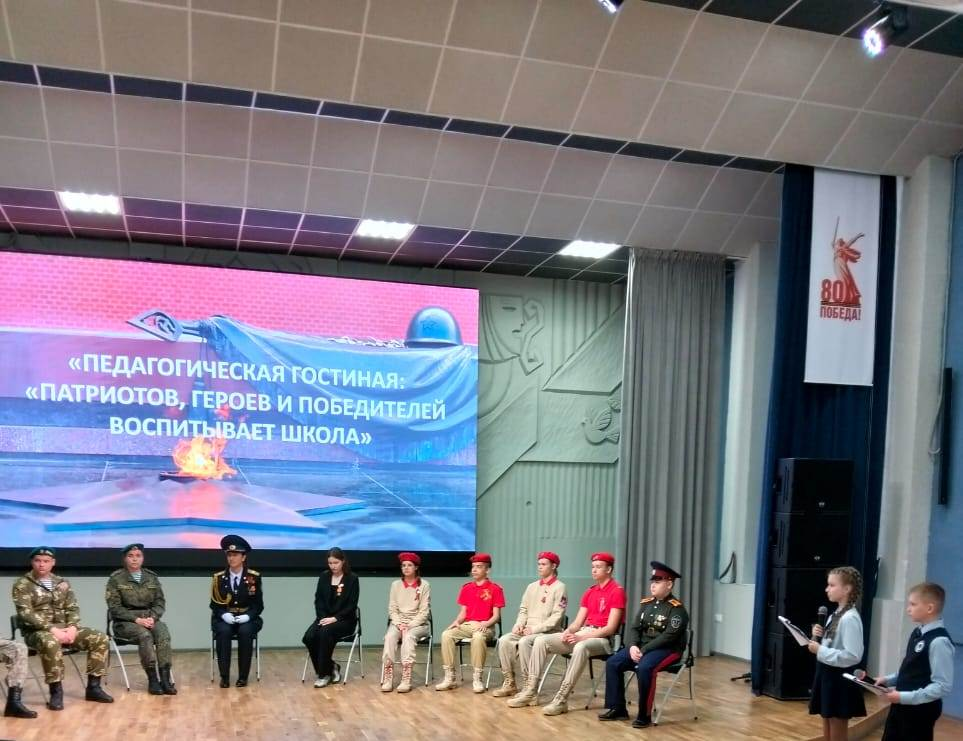 «ПЕДАГОГИЧЕСКАЯ ГОСТИНАЯ:
«ПАТРИОТОВ, ГЕРОЕВ И ПОБЕДИТЕЛЕЙ
ВОСПИТЫВАЕТ ШКОЛА»
80
ПОБЕДА!